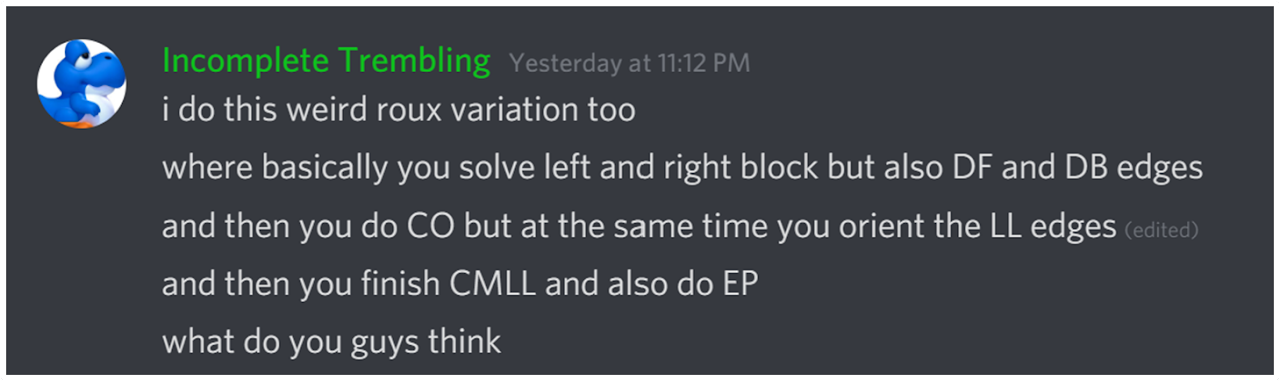 Incomplete Trembling Yesterday at 11:12 PM
i do this weird roux variation too
where basically you solve left and right block but also DF and DB edges
and then you do CO but at the same time you orient the LL edges (edited)
and then you finish CMLL and also do EP
what do you guys think